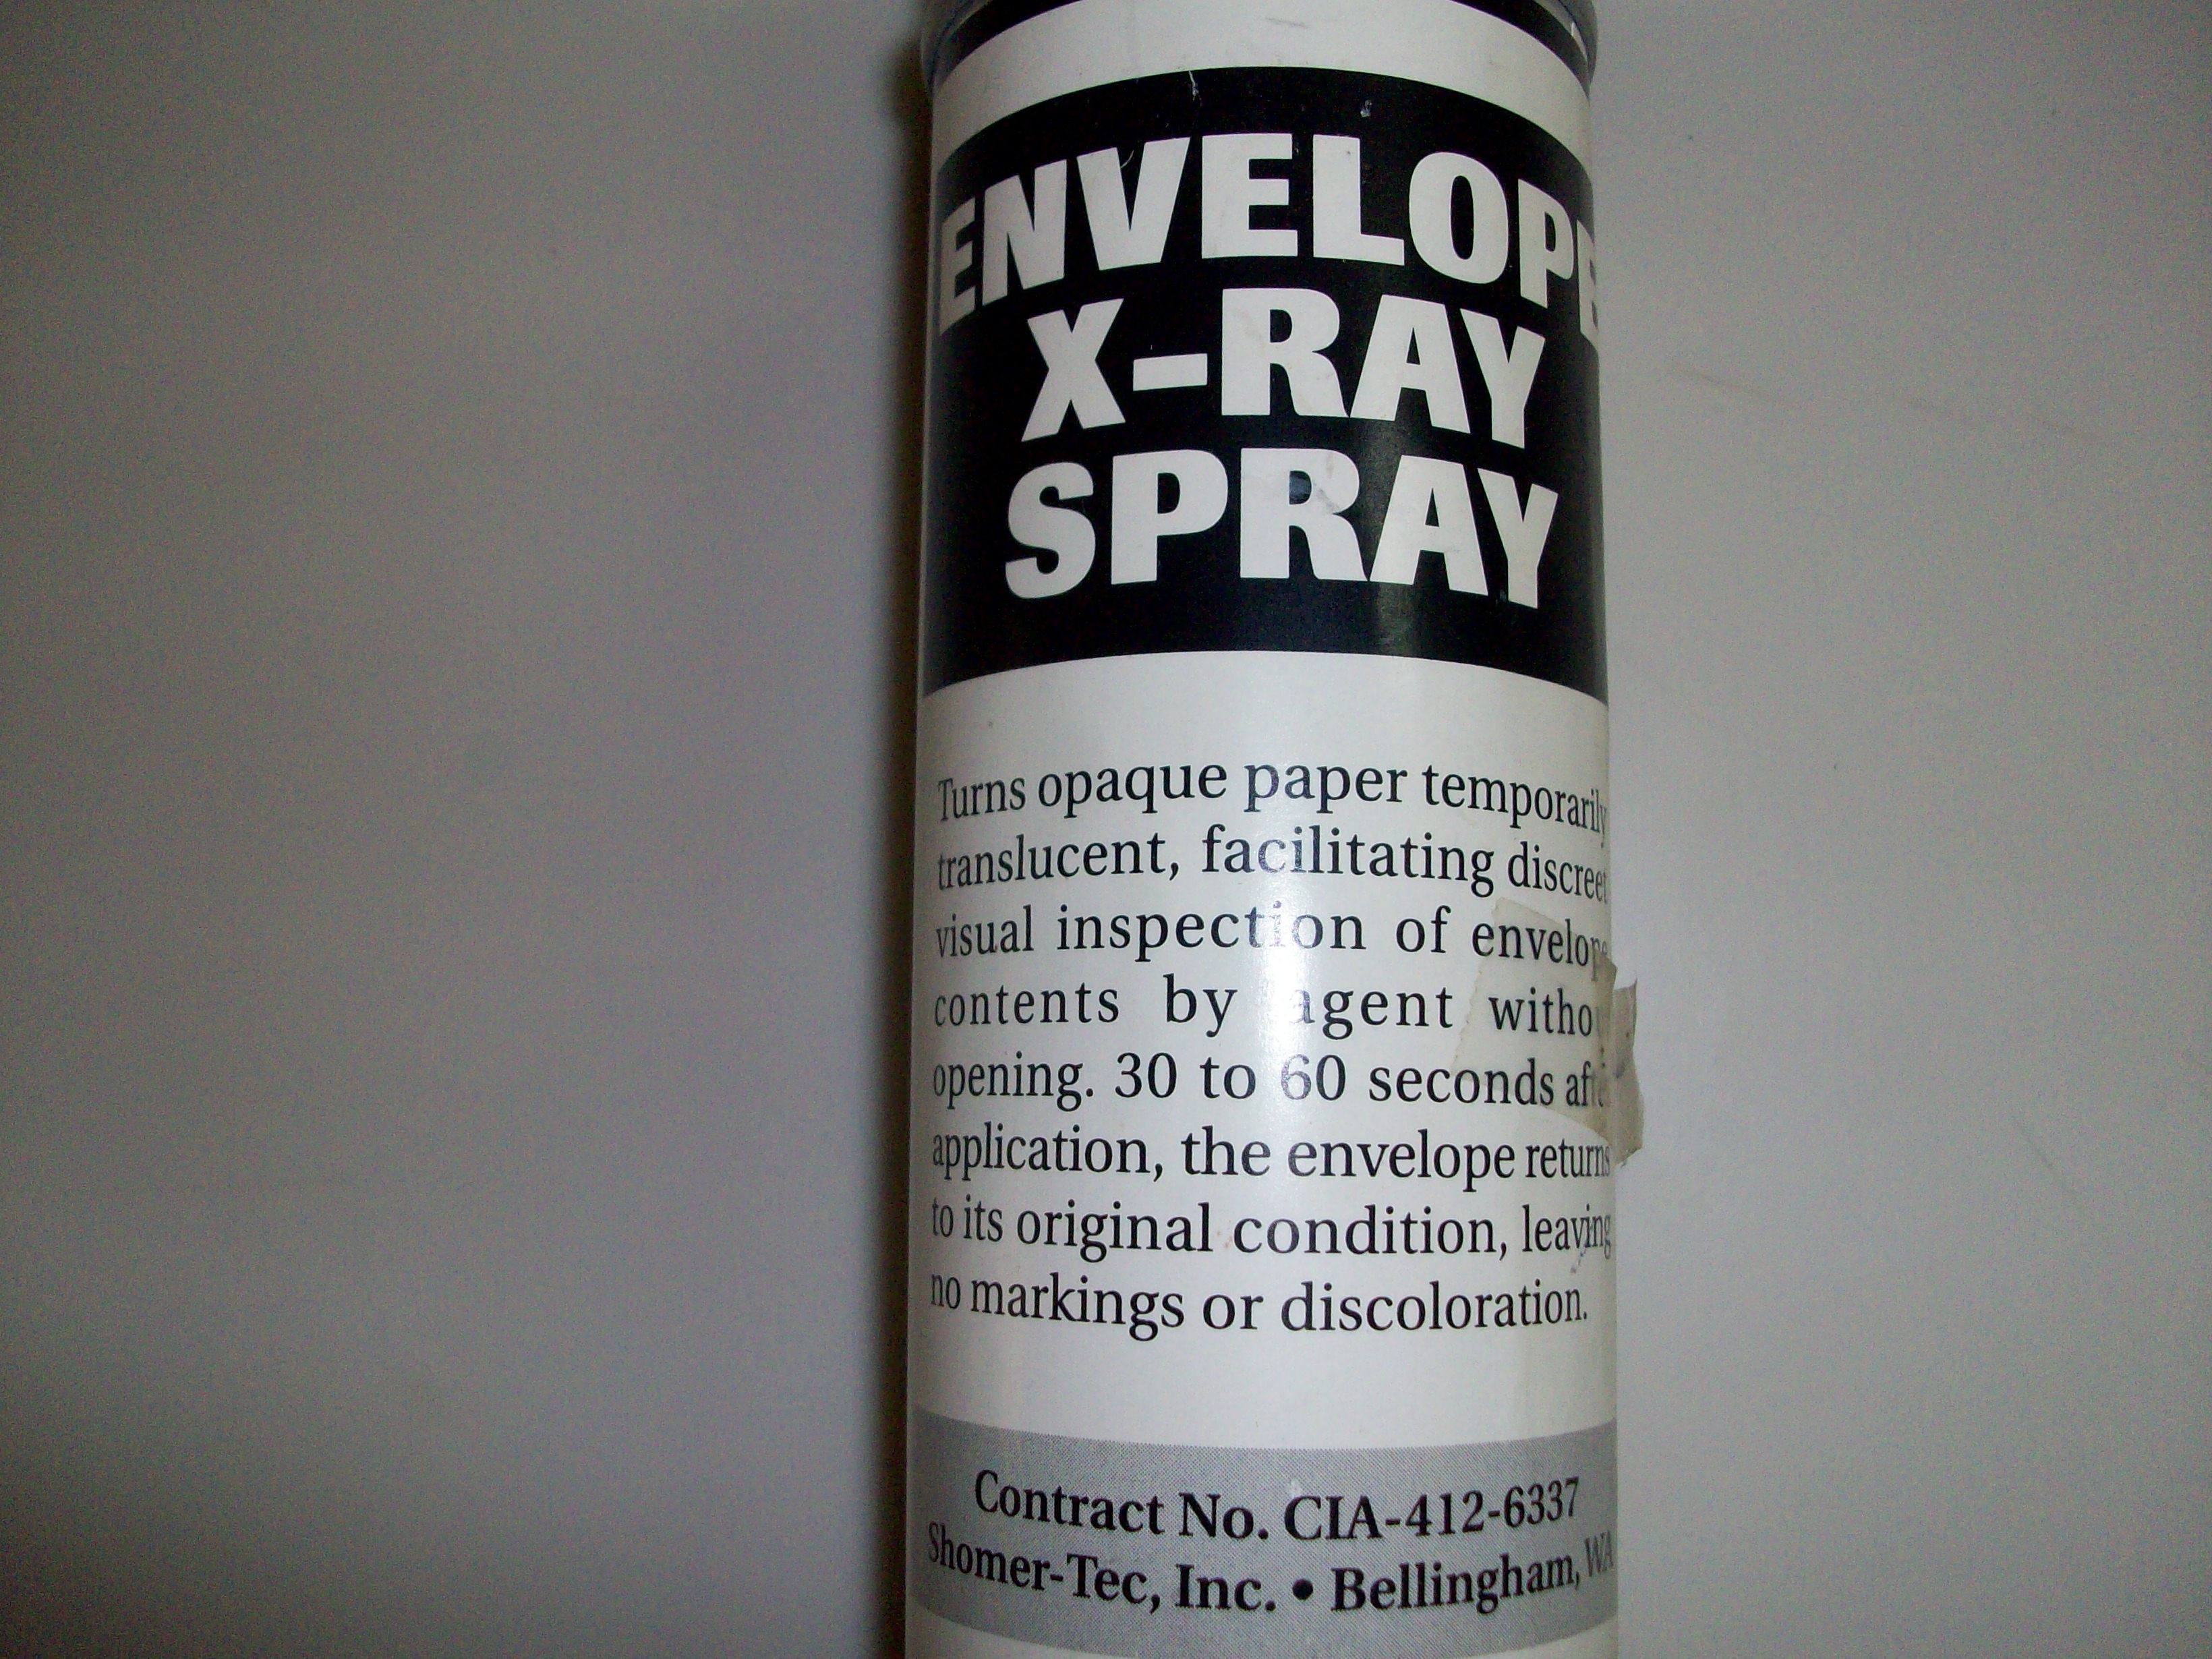 ENVELOPE
X-RAY
SPRAY
Turns opaque paper temporarily
translucent, facilitating discreet
visual inspection of envelope
contents by agent without
opening. 30 to 60 seconds after
application, the envelope returns
to its original condition, leaving
no markings or discoloration.
Contract No. CIA-412-6337
Shomer-Tec, Inc. • Bellingham, WA